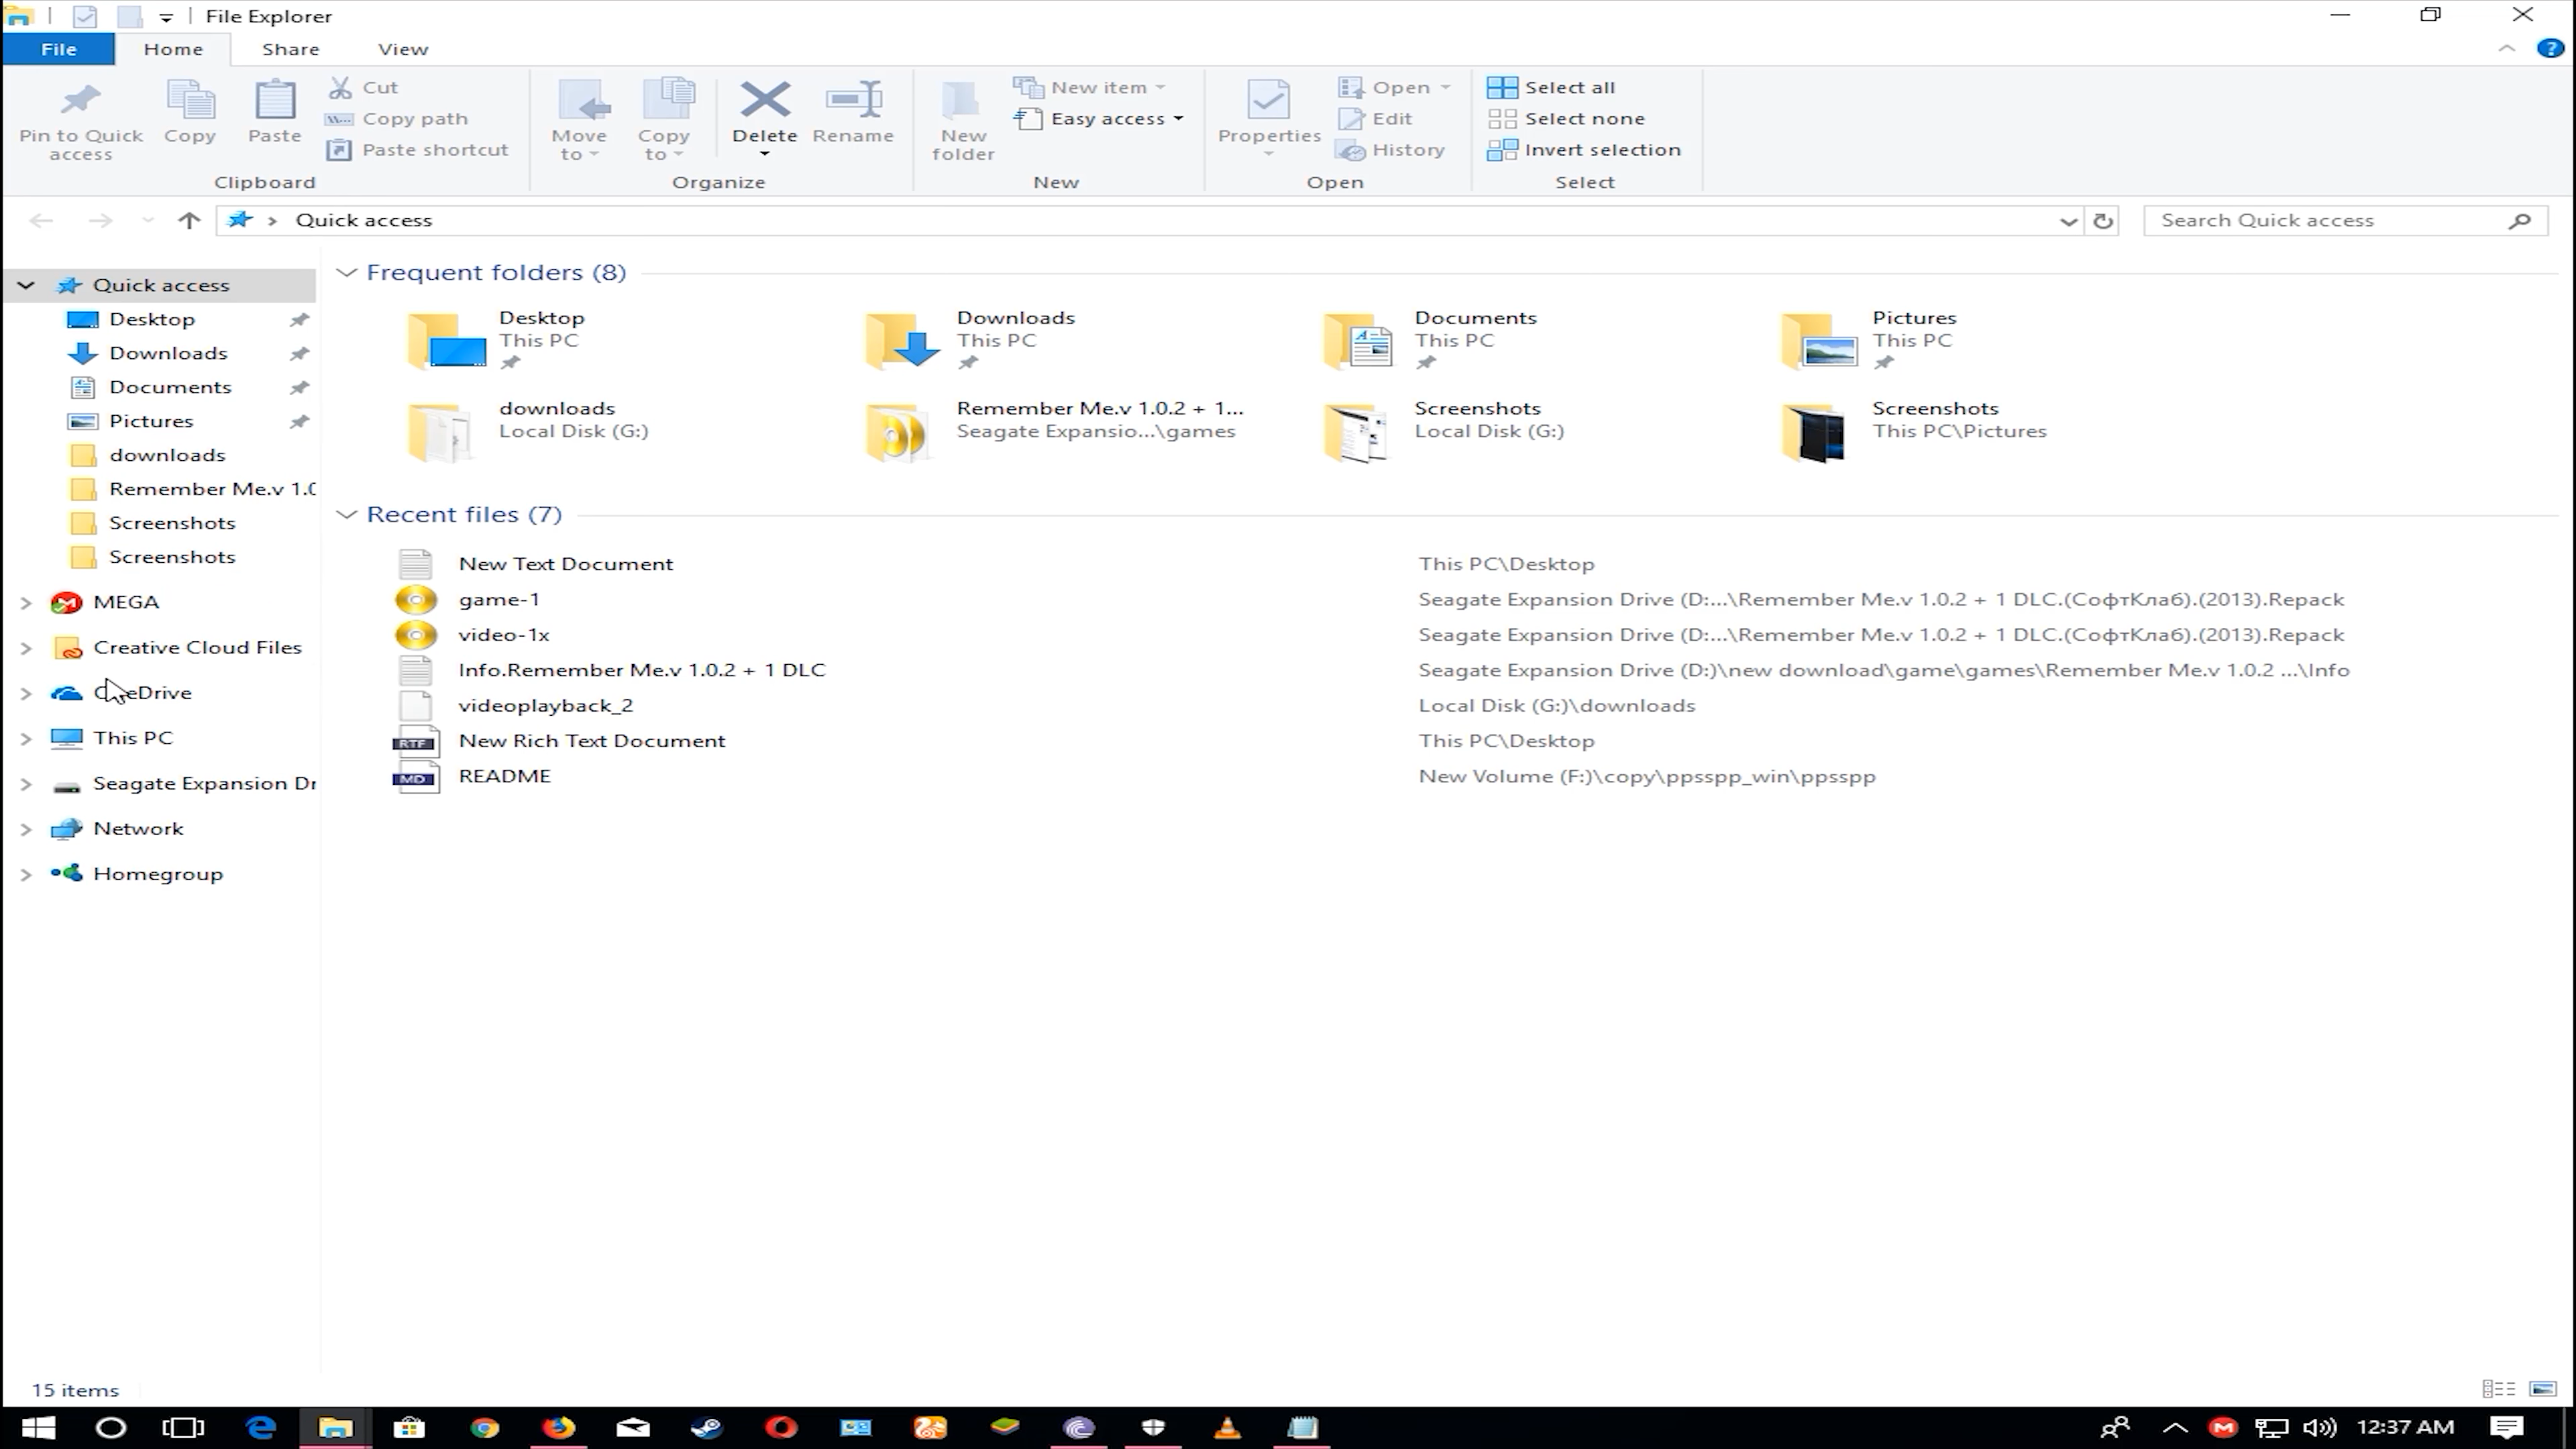 File Explorer
File Home Share View
Pin to Quick access
Copy
Paste
Cut
Copy path
Paste shortcut
Clipboard
Move to
Copy to
Delete
Rename
Organize
New folder
New item
Easy access
New
Properties
Open
Edit
History
Open
Select all
Select none
Invert selection
Select
Quick access
Search Quick access
Quick access
Desktop
Downloads
Documents
Pictures
downloads
Remember Me.v 1.0
Screenshots
Screenshots
MEGA
Creative Cloud Files
OneDrive
This PC
Seagate Expansion Dr
Network
Homegroup
Frequent folders (8)
Desktop
This PC
Downloads
This PC
Documents
This PC
Pictures
This PC
downloads
Local Disk (G:)
Remember Me.v 1.0.2 + 1...
Seagate Expansio...\games
Screenshots
Local Disk (G:)
Screenshots
This PC\Pictures
Recent files (7)
New Text Document This PC\Desktop
game-1 Seagate Expansion Drive (D:...\Remember Me.v 1.0.2 + 1 DLC.(СофтКлаб).(2013).Repack
video-1x Seagate Expansion Drive (D:...\Remember Me.v 1.0.2 + 1 DLC.(СофтКлаб).(2013).Repack
Info.Remember Me.v 1.0.2 + 1 DLC Seagate Expansion Drive (D:)\new download\game\games\Remember Me.v 1.0.2 ...\Info
videoplayback_2 Local Disk (G:)\downloads
RTF New Rich Text Document This PC\Desktop
MD README New Volume (F:)\copy\ppsspp_win\ppsspp
15 items
12:37 AM